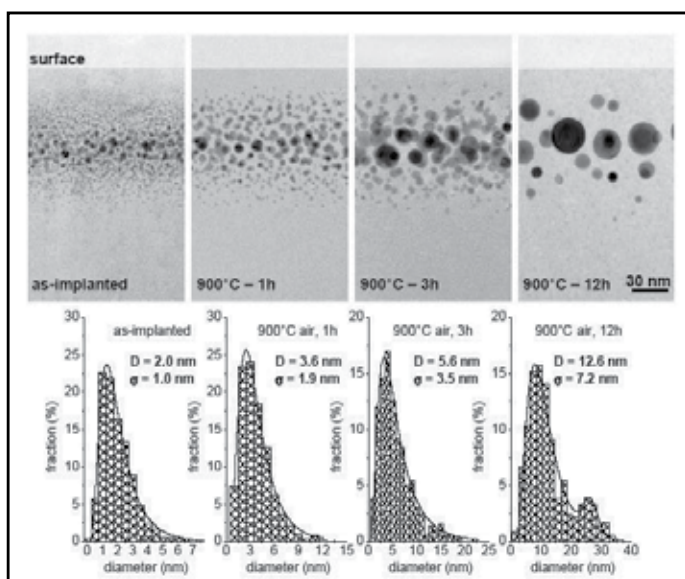 surface
as-implanted
900°C – 1h
900°C – 3h
900°C – 12h
30 nm
30
25
20
15
10
5
0
fraction (%)
as-implanted
D = 2.0 nm
σ = 1.0 nm
0 1 2 3 4 5 6 7
diameter (nm)
30
25
20
15
10
5
0
fraction (%)
900°C air, 1h
D = 3.6 nm
σ = 1.9 nm
0 3 6 9 12 15
diameter (nm)
20
15
10
5
0
fraction (%)
900°C air, 3h
D = 5.6 nm
σ = 3.5 nm
0 5 10 15 20 25
diameter (nm)
20
15
10
5
0
fraction (%)
900°C air, 12h
D = 12.6 nm
σ = 7.2 nm
0 10 20 30 40
diameter (nm)